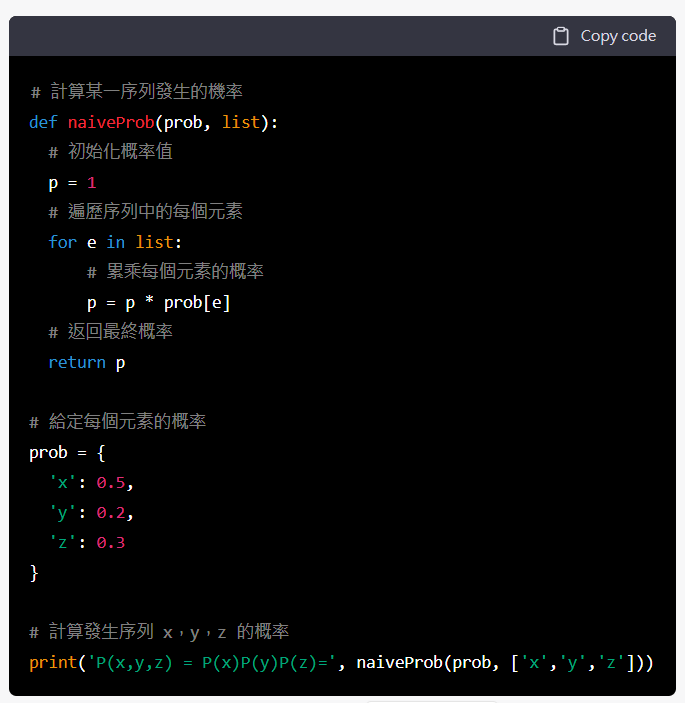 Copy code
# 計算某一序列發生的機率
def naiveProb(prob, list):
  # 初始化概率值
  p = 1
  # 遍歷序列中的每個元素
  for e in list:
      # 累乘每個元素的概率
      p = p * prob[e]
  # 返回最終概率
  return p
# 給定每個元素的概率
prob = {
  'x': 0.5,
  'y': 0.2,
  'z': 0.3
}
# 計算發生序列 x，y，z 的概率
print('P(x,y,z) = P(x)P(y)P(z)=', naiveProb(prob, ['x','y','z']))